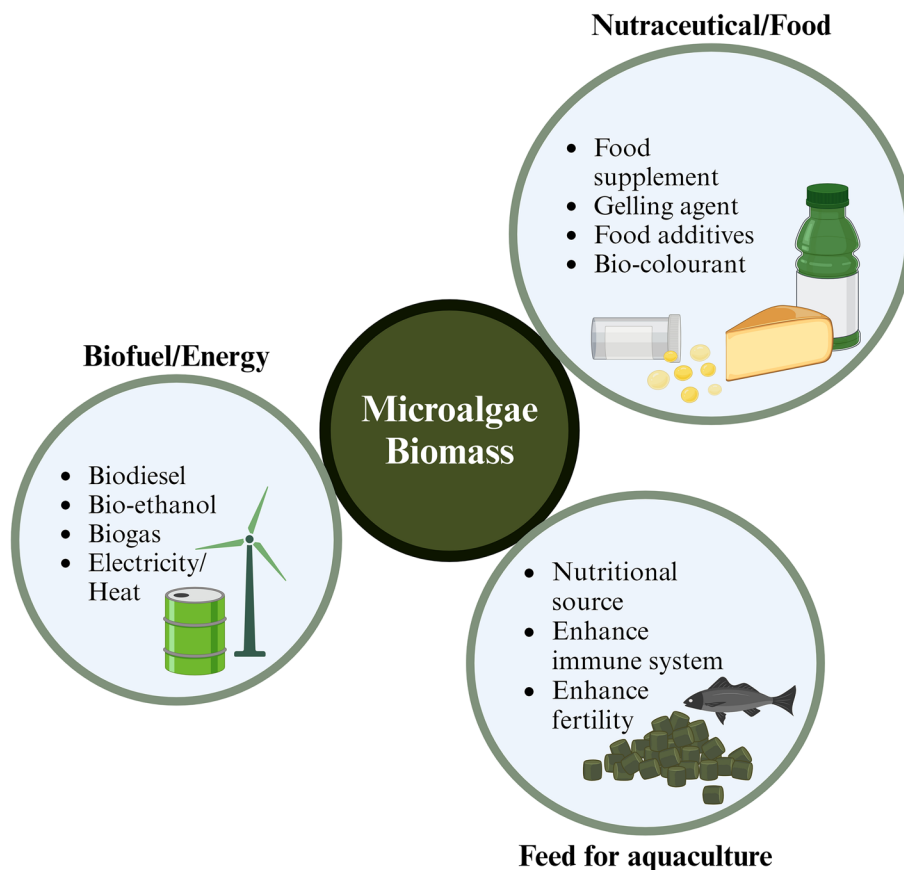 Nutraceutical/Food
• Food
supplement
• Gelling agent
• Food additives
• Bio-colourant
Biofuel/Energy
• Biodiesel
• Bio-ethanol
• Biogas
• Electricity/
Heat
Microalgae
Biomass
• Nutritional
source
• Enhance
immune system
• Enhance
fertility
Feed for aquaculture